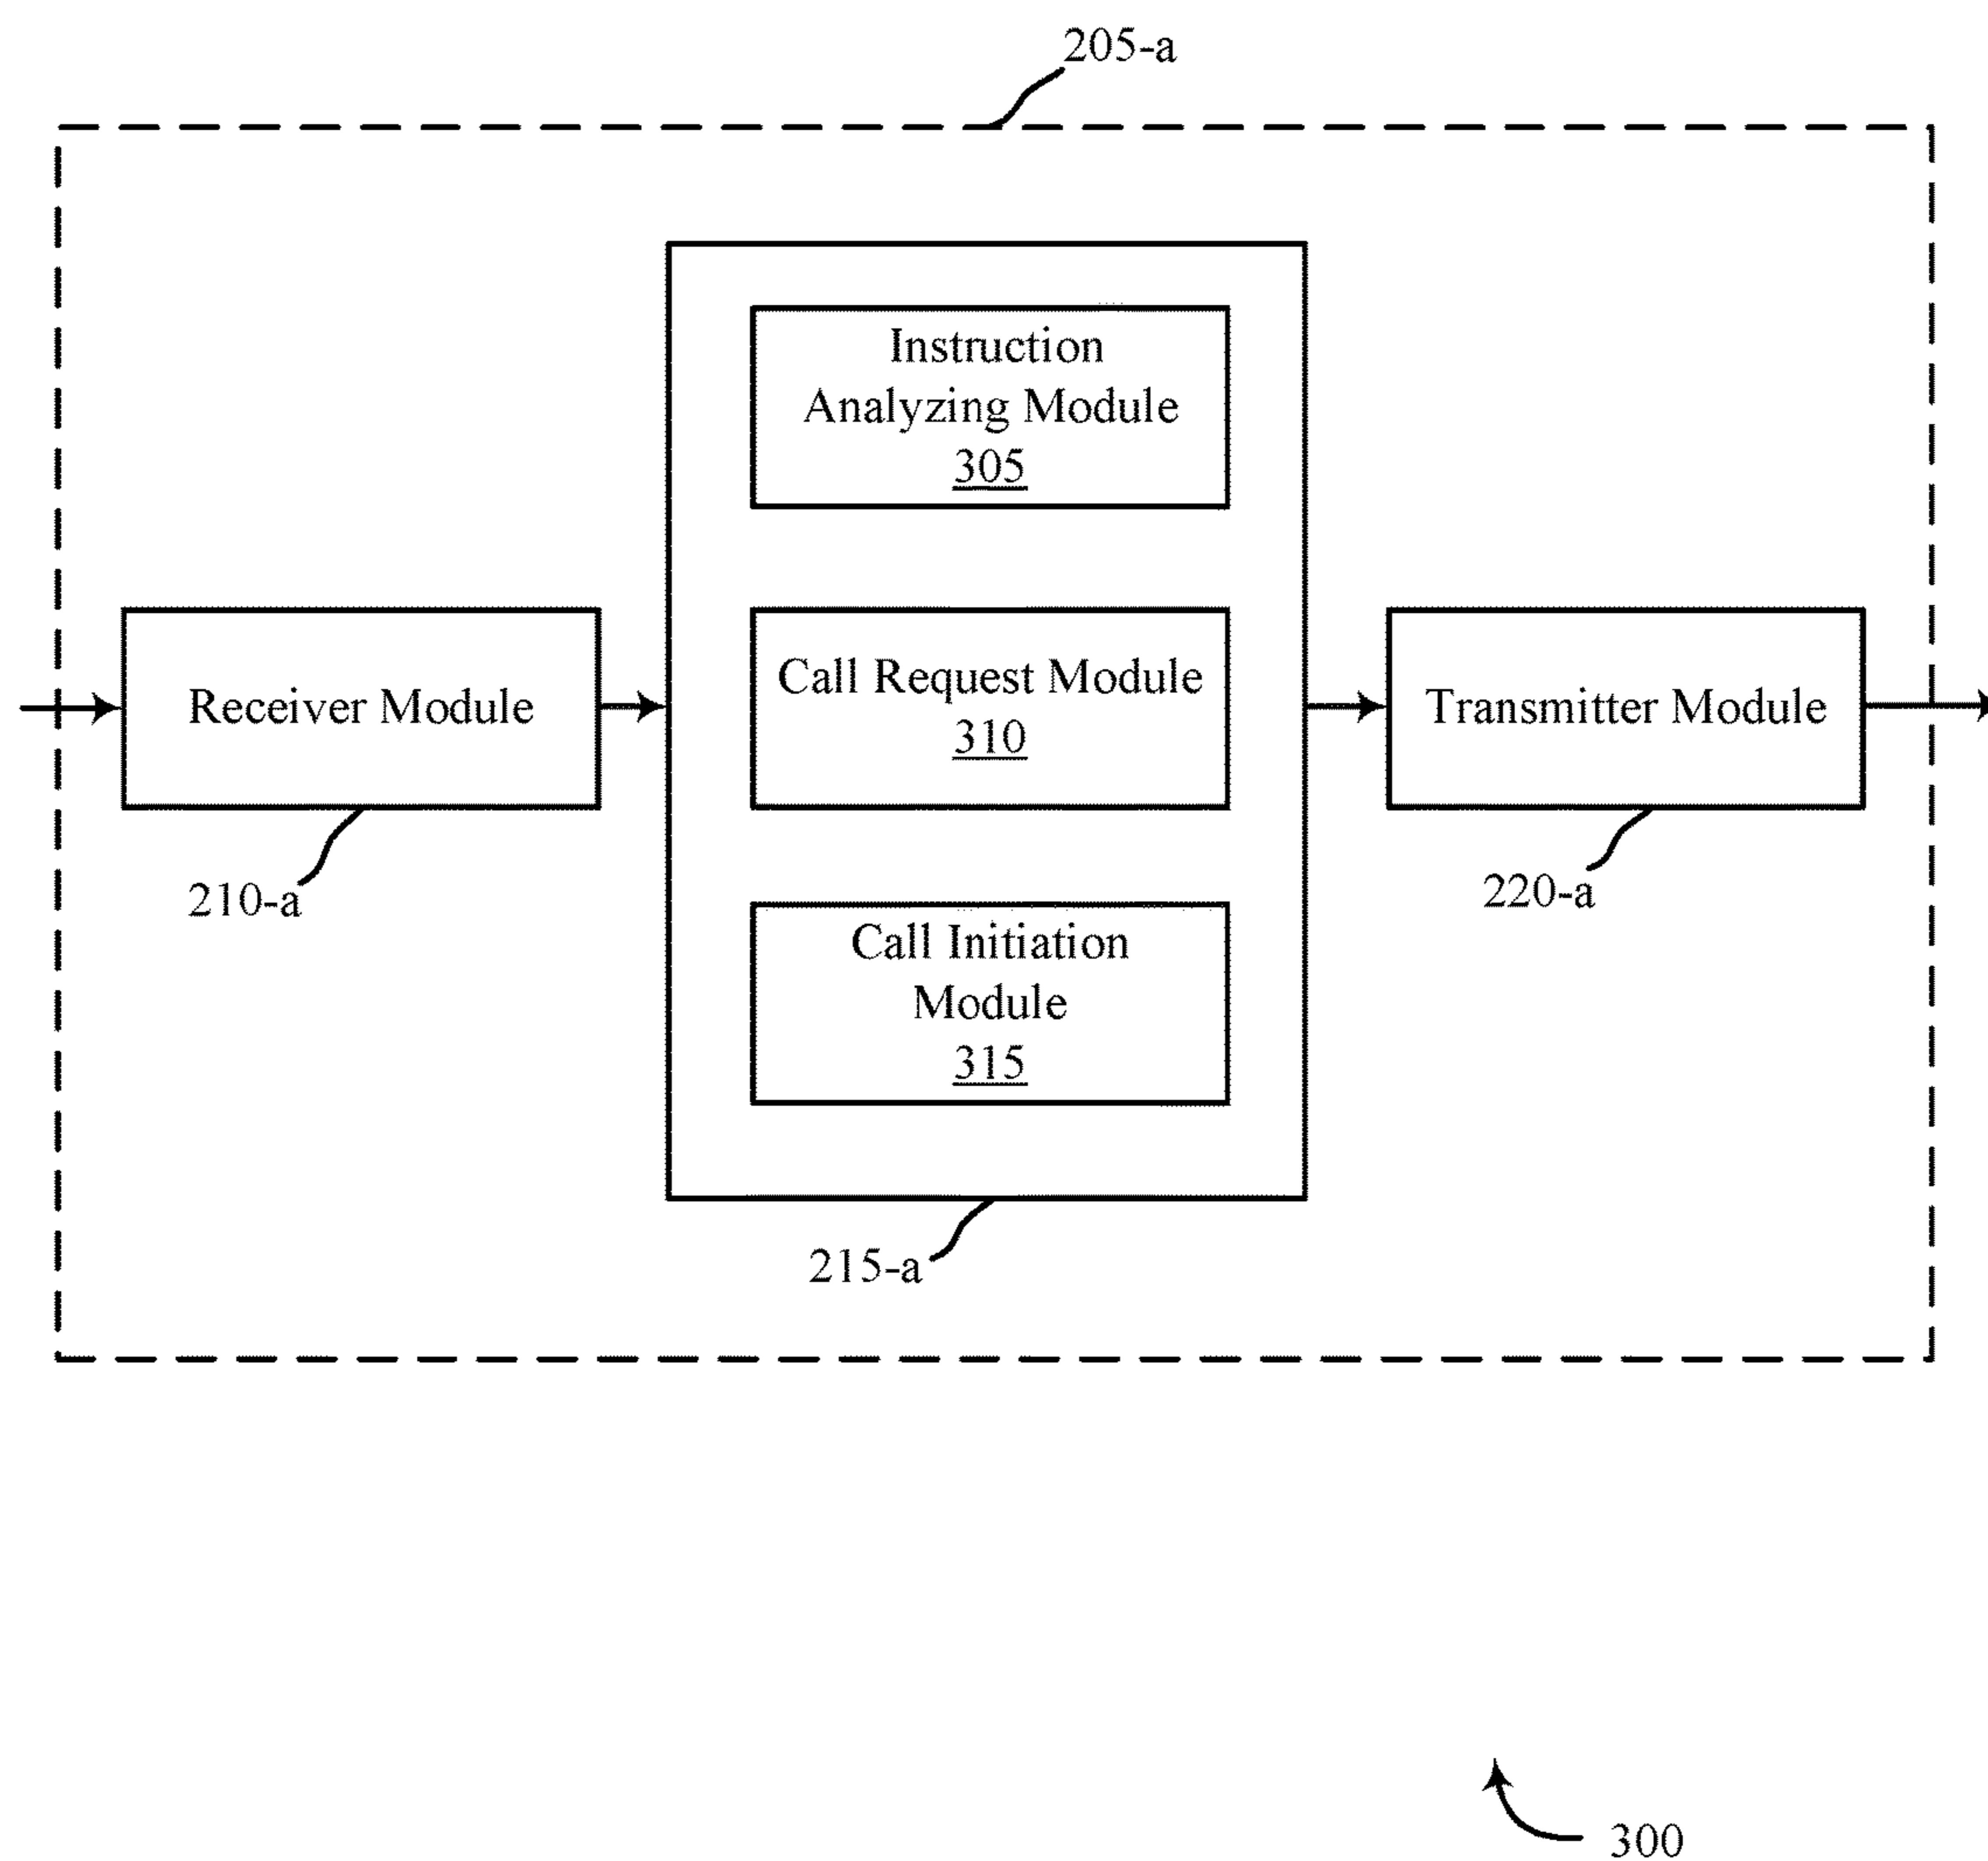 205-a
Instruction
Analyzing Module
305
Receiver Module
Call Request Module
310
Transmitter Module
210-a
220-a
Call Initiation
Module
315
215-a
300